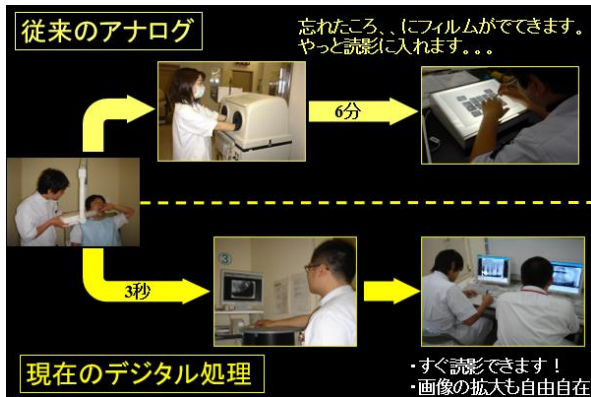 従来のアナログ
忘れたころ、、にフィルムがでてきます。
やっと読影に入れます。。。
6分
3秒
③
現在のデジタル処理
・すぐ読影できます！
・画像の拡大も自由自在